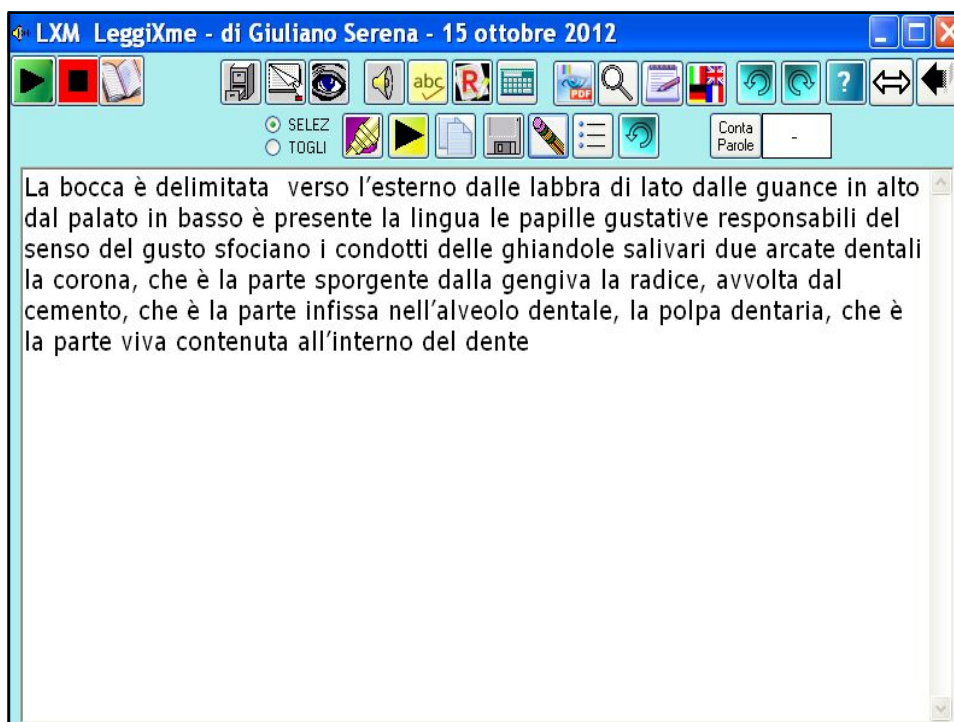 LXM LeggiXme - di Giuliano Serena - 15 ottobre 2012
abc R PDF ?
SELEZ
TOGLI
Conta
Parole
-
La bocca è delimitata  verso l'esterno dalle labbra di lato dalle guance in alto
dal palato in basso è presente la lingua le papille gustative responsabili del
senso del gusto sfociano i condotti delle ghiandole salivari due arcate dentali
la corona, che è la parte sporgente dalla gengiva la radice, avvolta dal
cemento, che è la parte infissa nell'alveolo dentale, la polpa dentaria, che è
la parte viva contenuta all'interno del dente